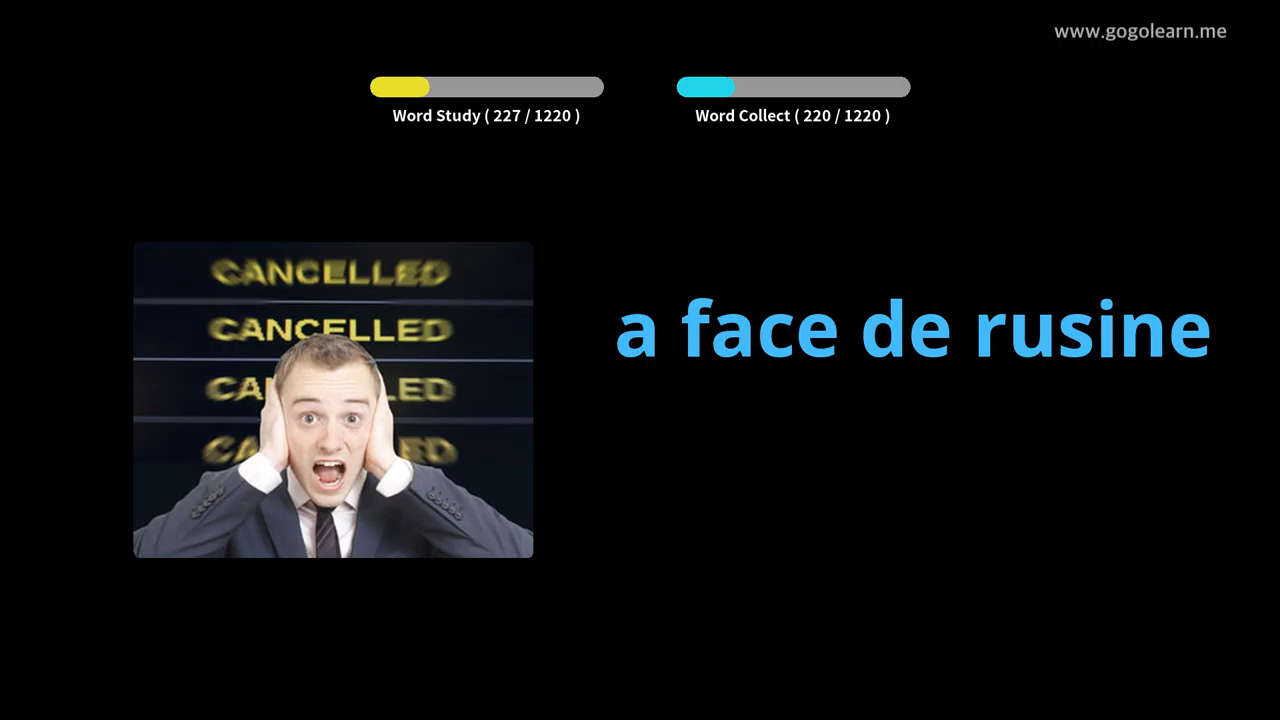 www.gogolearn.me
Word Study ( 227 / 1220 )
Word Collect ( 220 / 1220 )
CANCELLED
CANCELLED
a face de rusine